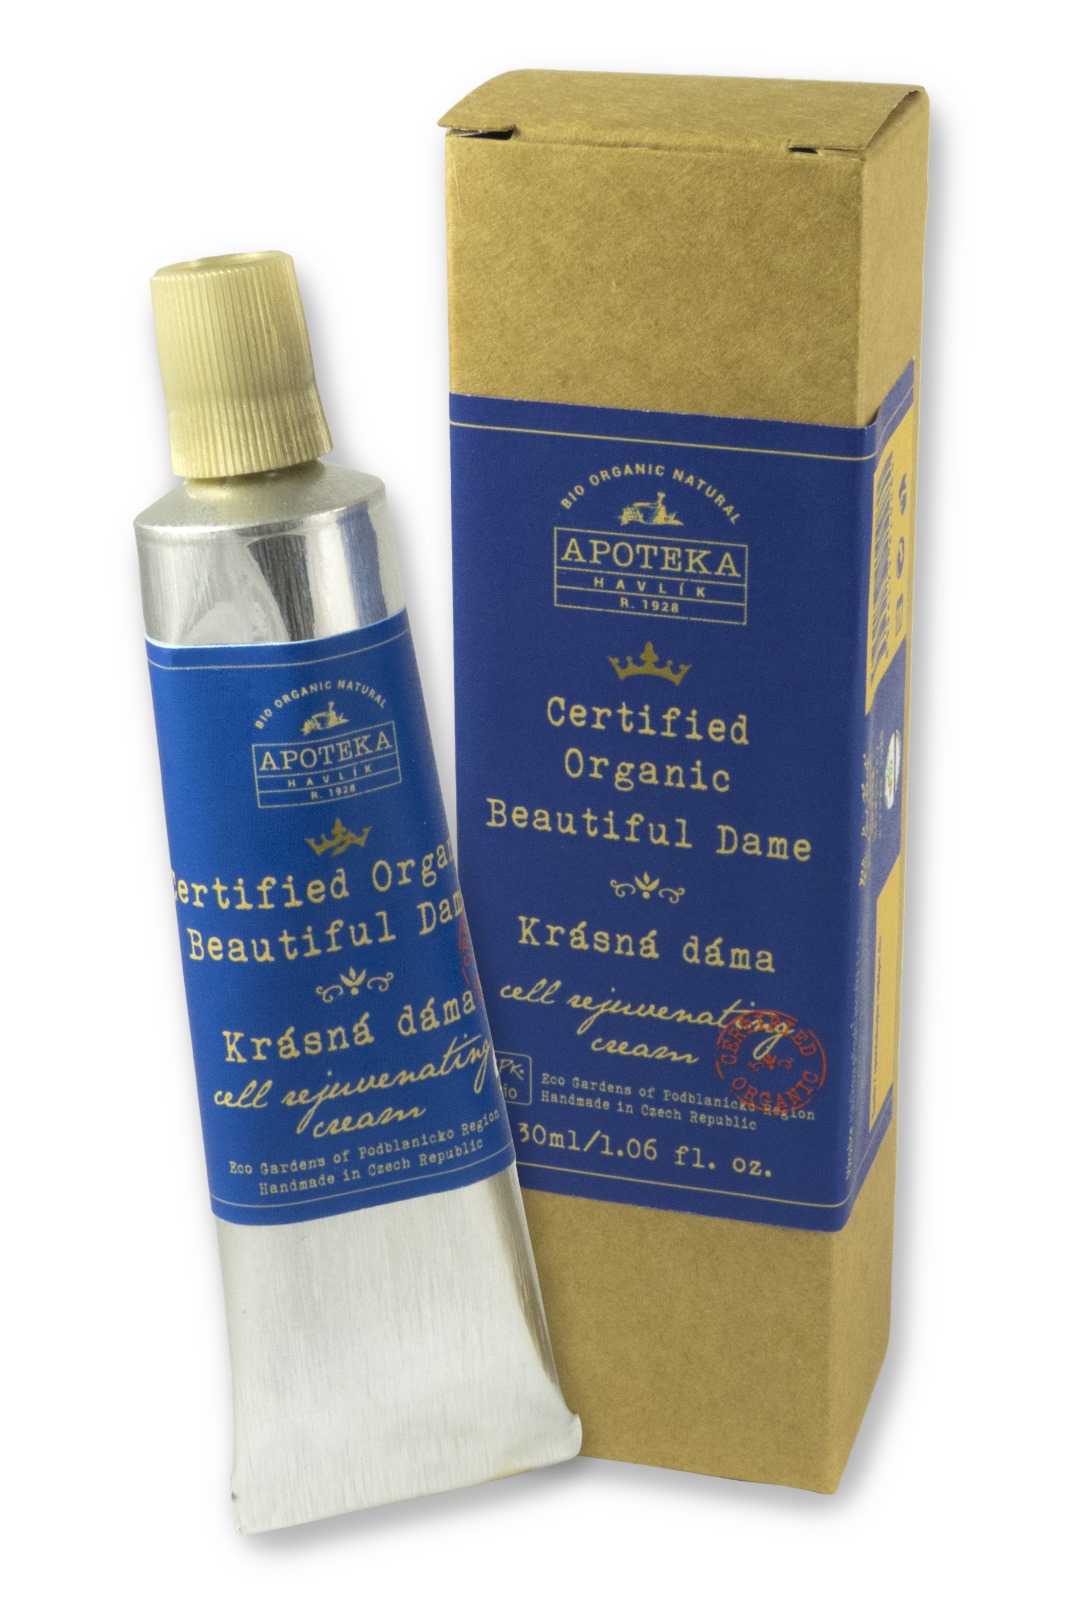 BIO ORGANIC NATURAL
APOTEKA
HAVLÍK
R. 1928
Certified Organ
Beautiful Dame
Krásná dáma
cell rejuvenating
cream
Eco Gardens of Podblanicko Region
Handmade in Czech Republic
BIO ORGANIC NATURAL
APOTEKA
HAVLÍK
R. 1928
Certified
Organic
Beautiful Dame
Krásná dáma
cell rejuvenating
cream
CERTIFIED
ORGANIC
Eco Gardens of Podblanicko Region
Handmade in Czech Republic
30ml/1.06 fl. oz.